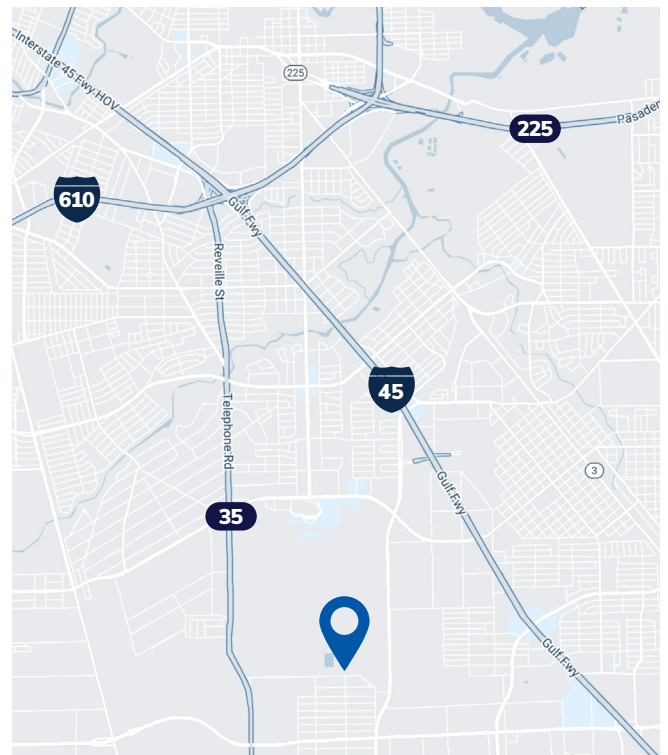 Interstate 45 Fwy HOV
225
225
Pasaden
610
Gulf Fwy
Reveille St
45
Telephone Rd
3
Gulf Fwy
35
Gulf Fwy